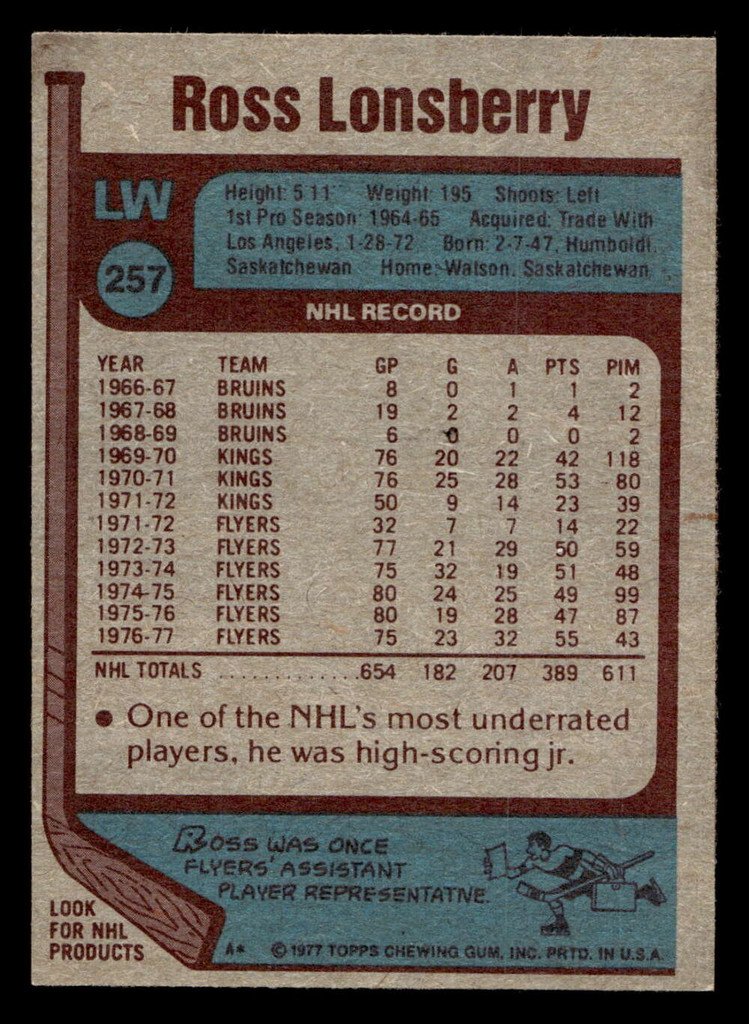 Ross Lonsberry
LW
257
Height: 5 11" Weight: 195 Shoots: Left
1st Pro Season: 1964-65 Acquired: Trade With
Los Angeles, 1-28-72 Born: 2-7-47, Humboldt,
Saskatchewan Home: Watson, Saskatchewan
NHL RECORD
YEAR TEAM GP G A PTS PIM
1966-67 BRUINS 8 0 1 1 2
1967-68 BRUINS 19 2 2 4 12
1968-69 BRUINS 6 0 0 0 2
1969-70 KINGS 76 20 22 42 118
1970-71 KINGS 76 25 28 53 80
1971-72 KINGS 50 9 14 23 39
1971-72 FLYERS 32 7 7 14 22
1972-73 FLYERS 77 21 29 50 59
1973-74 FLYERS 75 32 19 51 48
1974-75 FLYERS 80 24 25 49 99
1975-76 FLYERS 80 19 28 47 87
1976-77 FLYERS 75 23 32 55 43
NHL TOTALS ..............654 182 207 389 611
• One of the NHL's most underrated
players, he was high-scoring jr.
ROSS WAS ONCE
FLYERS' ASSISTANT
PLAYER REPRESENTATIVE.
LOOK
FOR NHL
PRODUCTS
A* © 1977 TOPPS CHEWING GUM, INC. PRTD. IN U.S.A.